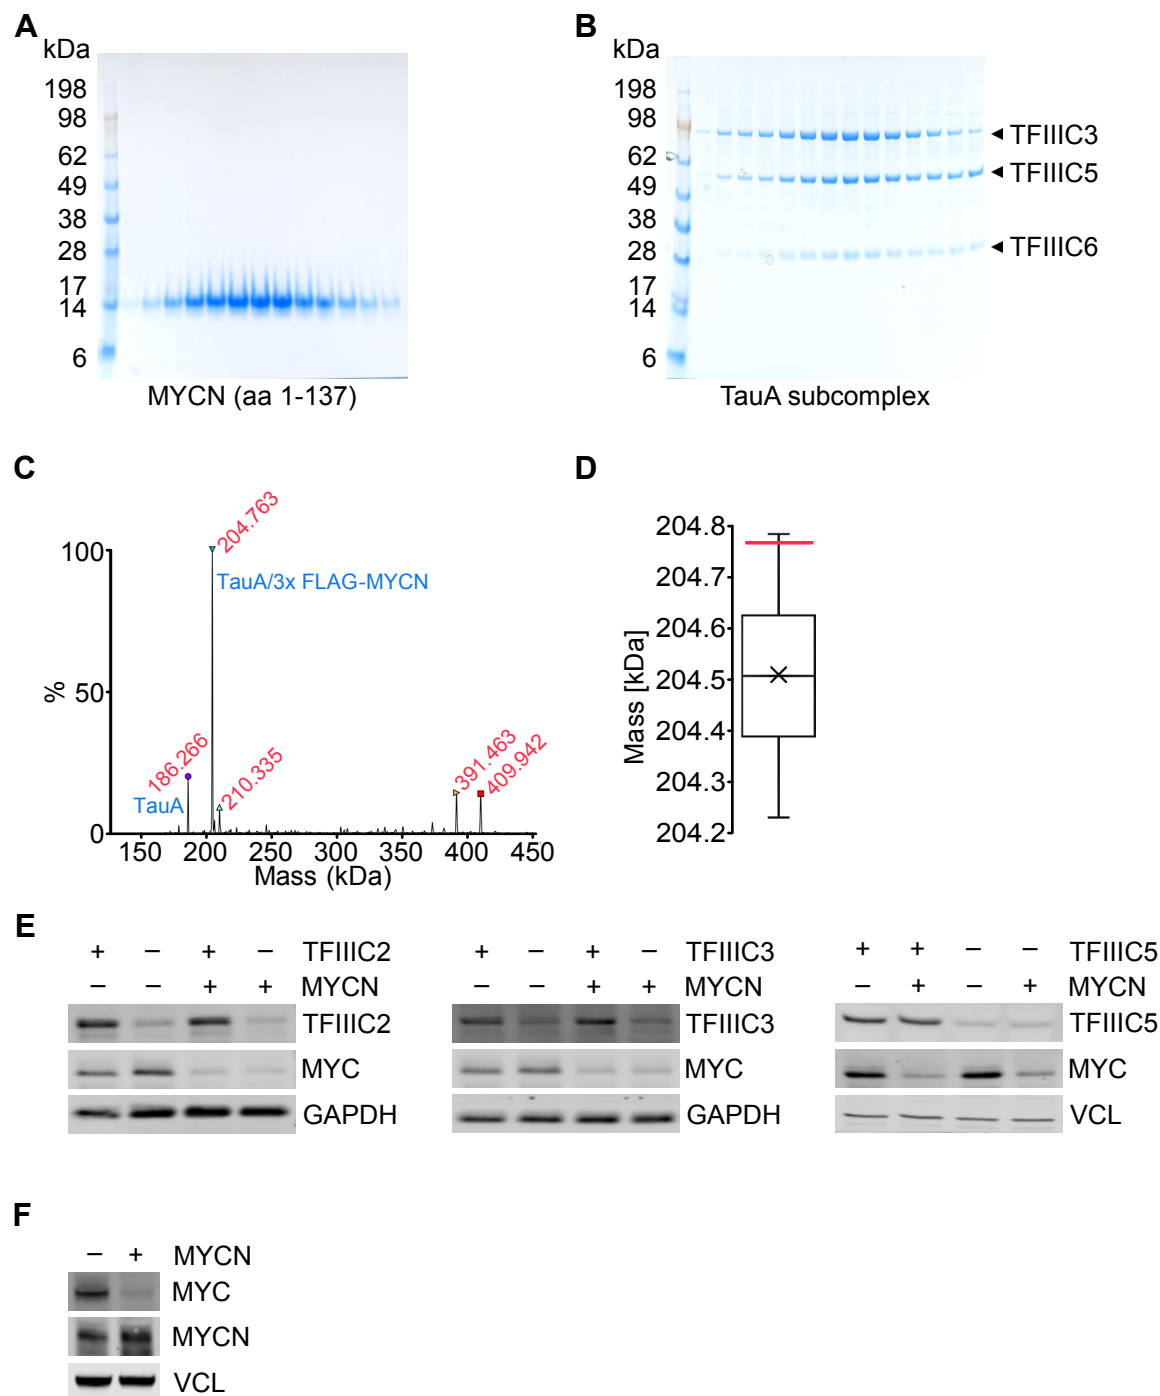 A
kDa
198
98
62
49
38
28
17
14
6
MYCN (aa 1-137)
B
kDa
198
98
62
49
38
28
17
14
6
TFIIIC3
TFIIIC5
TFIIIC6
TauA subcomplex
C
%
100
50
0
204.763
TauA/3x FLAG-MYCN
186.266
TauA
210.335
391.463
409.942
150 200 250 300 350 400 450
Mass (kDa)
D
Mass [kDa]
204.8
204.7
204.6
204.5
204.4
204.3
204.2
E
+ − + − TFIIIC2
− − + + MYCN
TFIIIC2
MYC
GAPDH
+ − + − TFIIIC3
− − + + MYCN
TFIIIC3
MYC
GAPDH
+ + − − TFIIIC5
− + − + MYCN
TFIIIC5
MYC
VCL
F
− + MYCN
MYC
MYCN
VCL